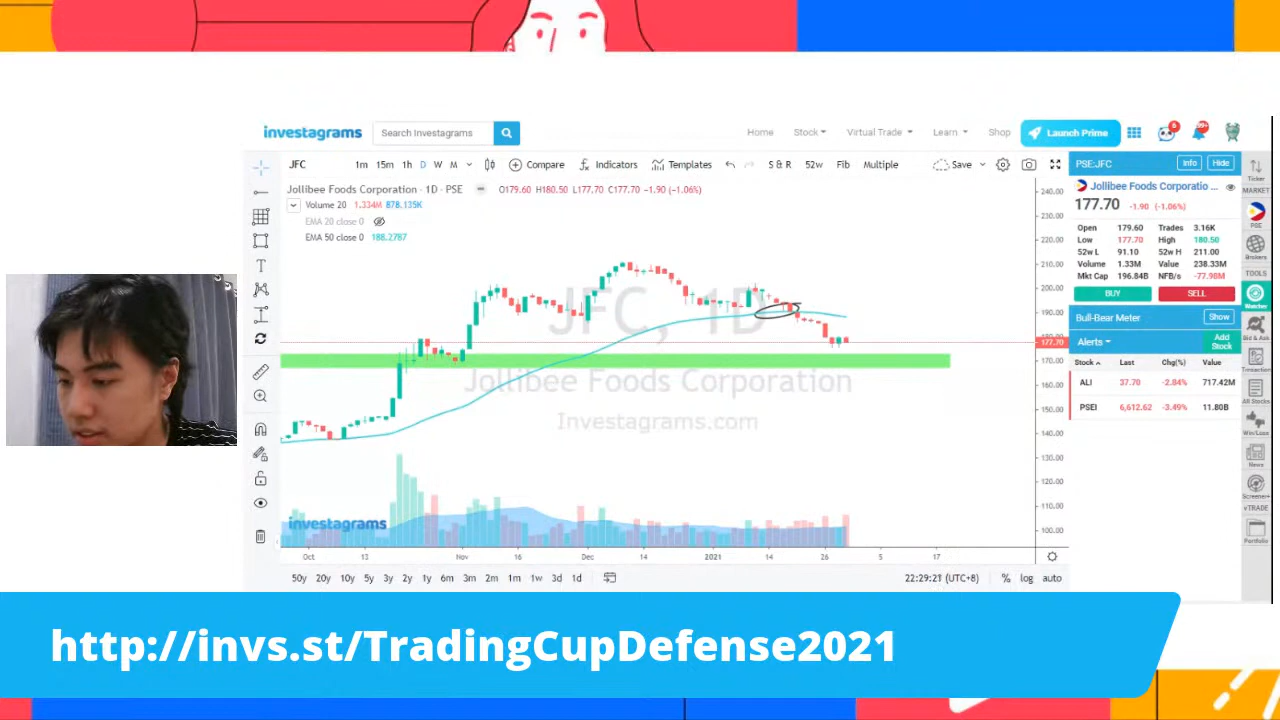 investagrams
Search Investagrams
Home
Stock
Virtual Trade
Learn
Shop
Launch Prime
8
99+
JFC
1m 15m 1h D W M
Compare
Indicators
Templates
S & R 52w Fib Multiple
Save
Jollibee Foods Corporation · 1D · PSE
O179.60 H180.50 L177.70 C177.70 -1.90 (-1.06%)
Volume 20 1.334M 878.135K
EMA 20 close 0
EMA 50 close 0 188.2787
JFC, 1D
Jollibee Foods Corporation
Investagrams.com
investagrams
240.00
230.00
220.00
210.00
200.00
190.00
177.70
170.00
160.00
150.00
140.00
130.00
120.00
110.00
100.00
Oct 13 Nov 16 Dec 14 2021 14 26 5 17
50y 20y 10y 5y 3y 2y 1y 6m 3m 2m 1m 1w 3d 1d
22:29:21 (UTC+8)
% log auto
PSE:JFC
Info
Hide
Jollibee Foods Corporatio ...
177.70 -1.90 (-1.06%)
Open 179.60 Trades 3.16K
Low 177.70 High 180.50
52w L 91.10 52w H 211.00
Volume 1.33M Value 238.33M
Mkt Cap 196.84B NFB/s -77.98M
BUY
SELL
Bull-Bear Meter
Show
Alerts
Add Stock
Stock Last Chg(%) Value
ALI 37.70 -2.84% 717.42M
PSEI 6,612.62 -3.49% 11.80B
Ticker
MARKET
PSE
Brokers
TOOLS
Watcher
Bid & Ask
Transaction
All Stocks
Win/Lose
News
Screener+
vTRADE
Portfolio
http://invs.st/TradingCupDefense2021